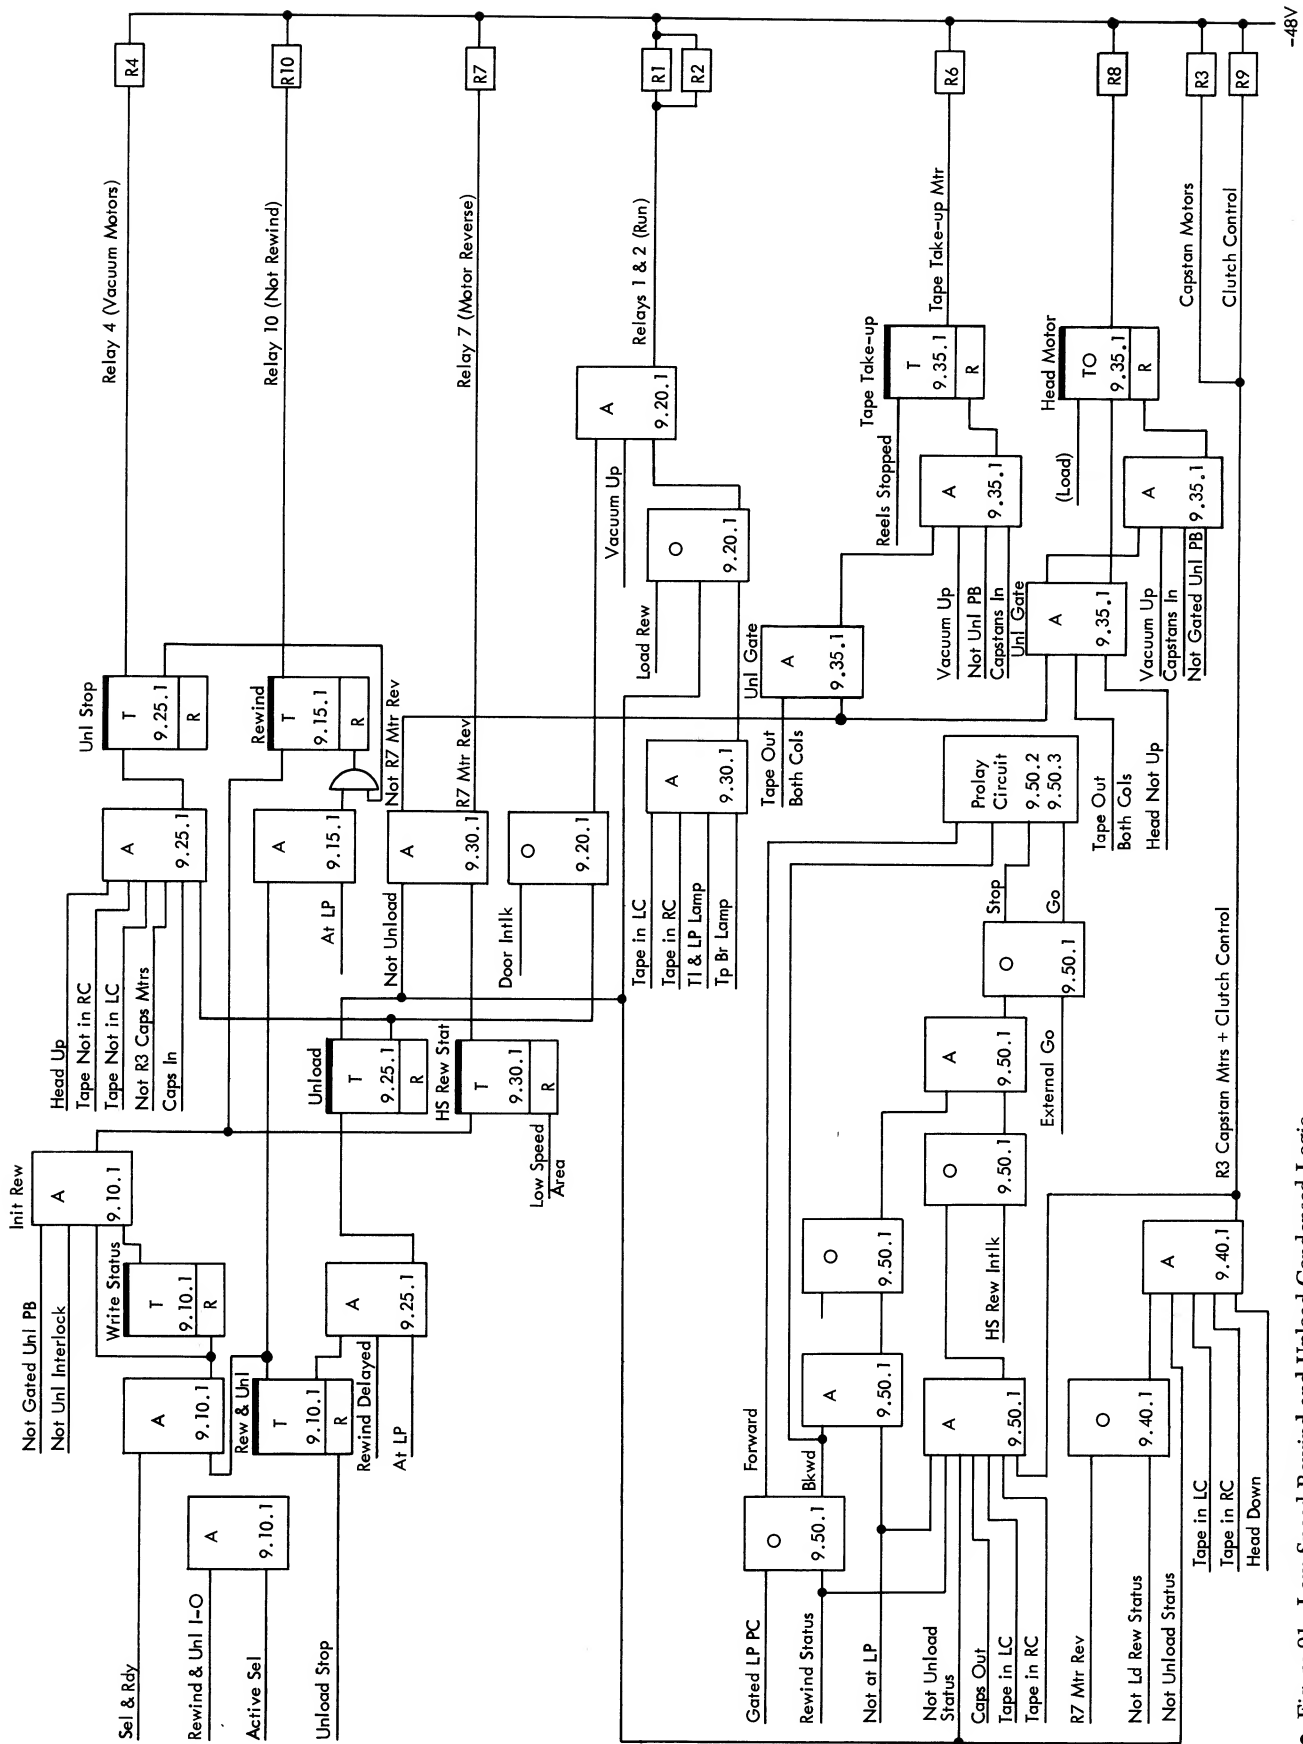 -48V
R4
R10
R7
R1
R2
R6
R8
R3
R9
Relay 4 (Vacuum Motors)
Relay 10 (Not Rewind)
Relay 7 (Motor Reverse)
Relays 1 & 2 (Run)
Tape Take-up Mtr
Capstan Motors
Clutch Control
Unl Stop
T
9.25.1
R
Rewind
T
9.15.1
R
Not R7 Mtr Rev
R7 Mtr Rev
A
9.20.1
Vacuum Up
O
9.20.1
Load Rew
Tape Take-up
T
9.35.1
R
Reels Stopped
A
9.35.1
Vacuum Up
Not Unl PB
Capstans In
Unl Gate
A
9.35.1
Tape Out
Both Cols
Head Motor
TO
9.35.1
R
(Load)
A
9.35.1
Vacuum Up
Capstans In
Not Gated Unl PB
Unl Gate
A
9.35.1
Tape Out
Both Cols
Head Not Up
A
9.25.1
Head Up
Tape Not in RC
Tape Not in LC
Not R3 Caps Mtrs
Caps In
A
9.15.1
At LP
A
9.30.1
Not Unload
O
9.20.1
Door Intlk
A
9.30.1
Tape in LC
Tape in RC
Tl & LP Lamp
Tp Br Lamp
Prolay
Circuit
9.50.2
9.50.3
Stop
Go
O
9.50.1
External Go
A
9.50.1
O
9.50.1
HS Rew Intlk
Unload
T
9.25.1
R
HS Rew Stat
T
9.30.1
R
Low Speed
Area
Init Rew
A
9.10.1
Not Gated Unl PB
Not Unl Interlock
Write Status
T
9.10.1
R
A
9.10.1
Sel & Rdy
Rew & Unl
T
9.10.1
R
A
9.25.1
Rewind Delayed
At LP
A
9.10.1
Rewind & Unl I-O
Active Sel
Unload Stop
O
9.50.1
A
9.50.1
Forward
Bkwd
O
9.50.1
Gated LP PC
Rewind Status
Not at LP
A
9.50.1
Not Unload
Status
Caps Out
Tape in LC
Tape in RC
O
9.40.1
R7 Mtr Rev
Not Ld Rew Status
Not Unload Status
A
9.40.1
Tape in LC
Tape in RC
Head Down
R3 Capstan Mtrs + Clutch Control